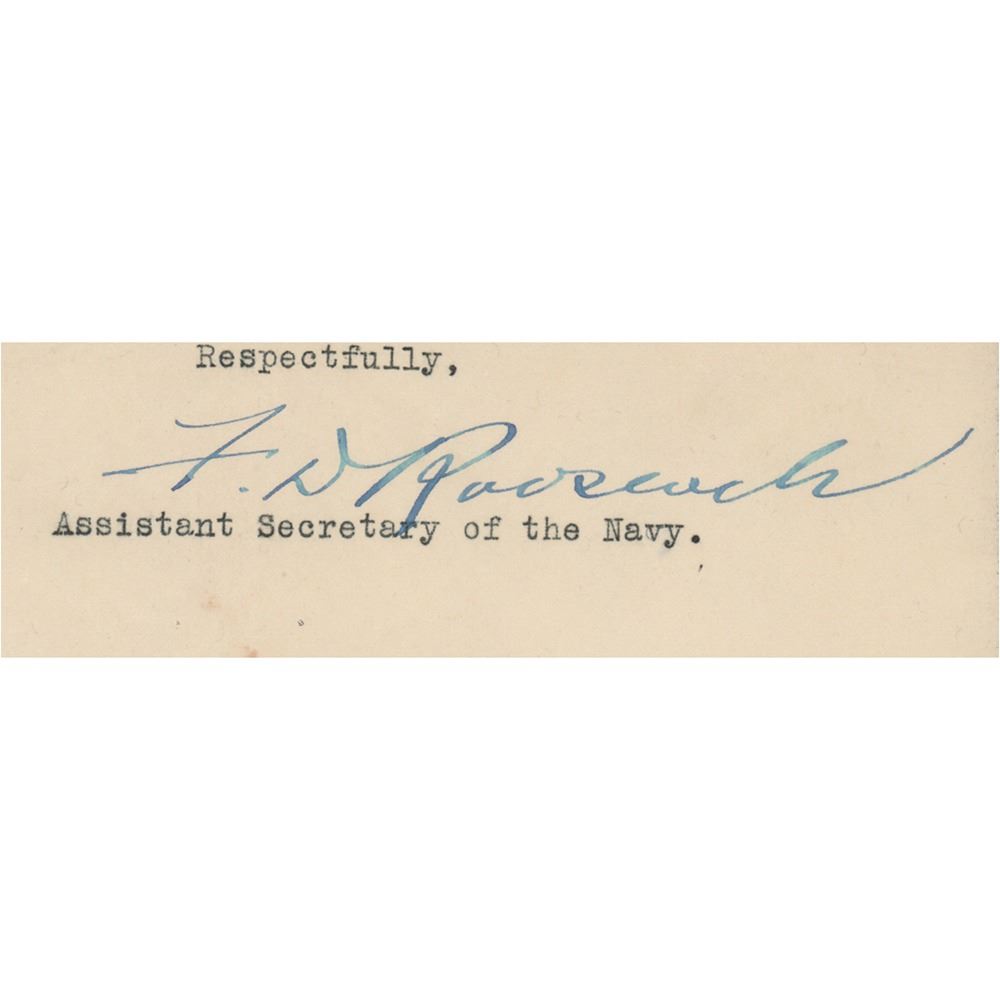 Respectfully,
F. D Roosevelt
Assistant Secretary of the Navy.